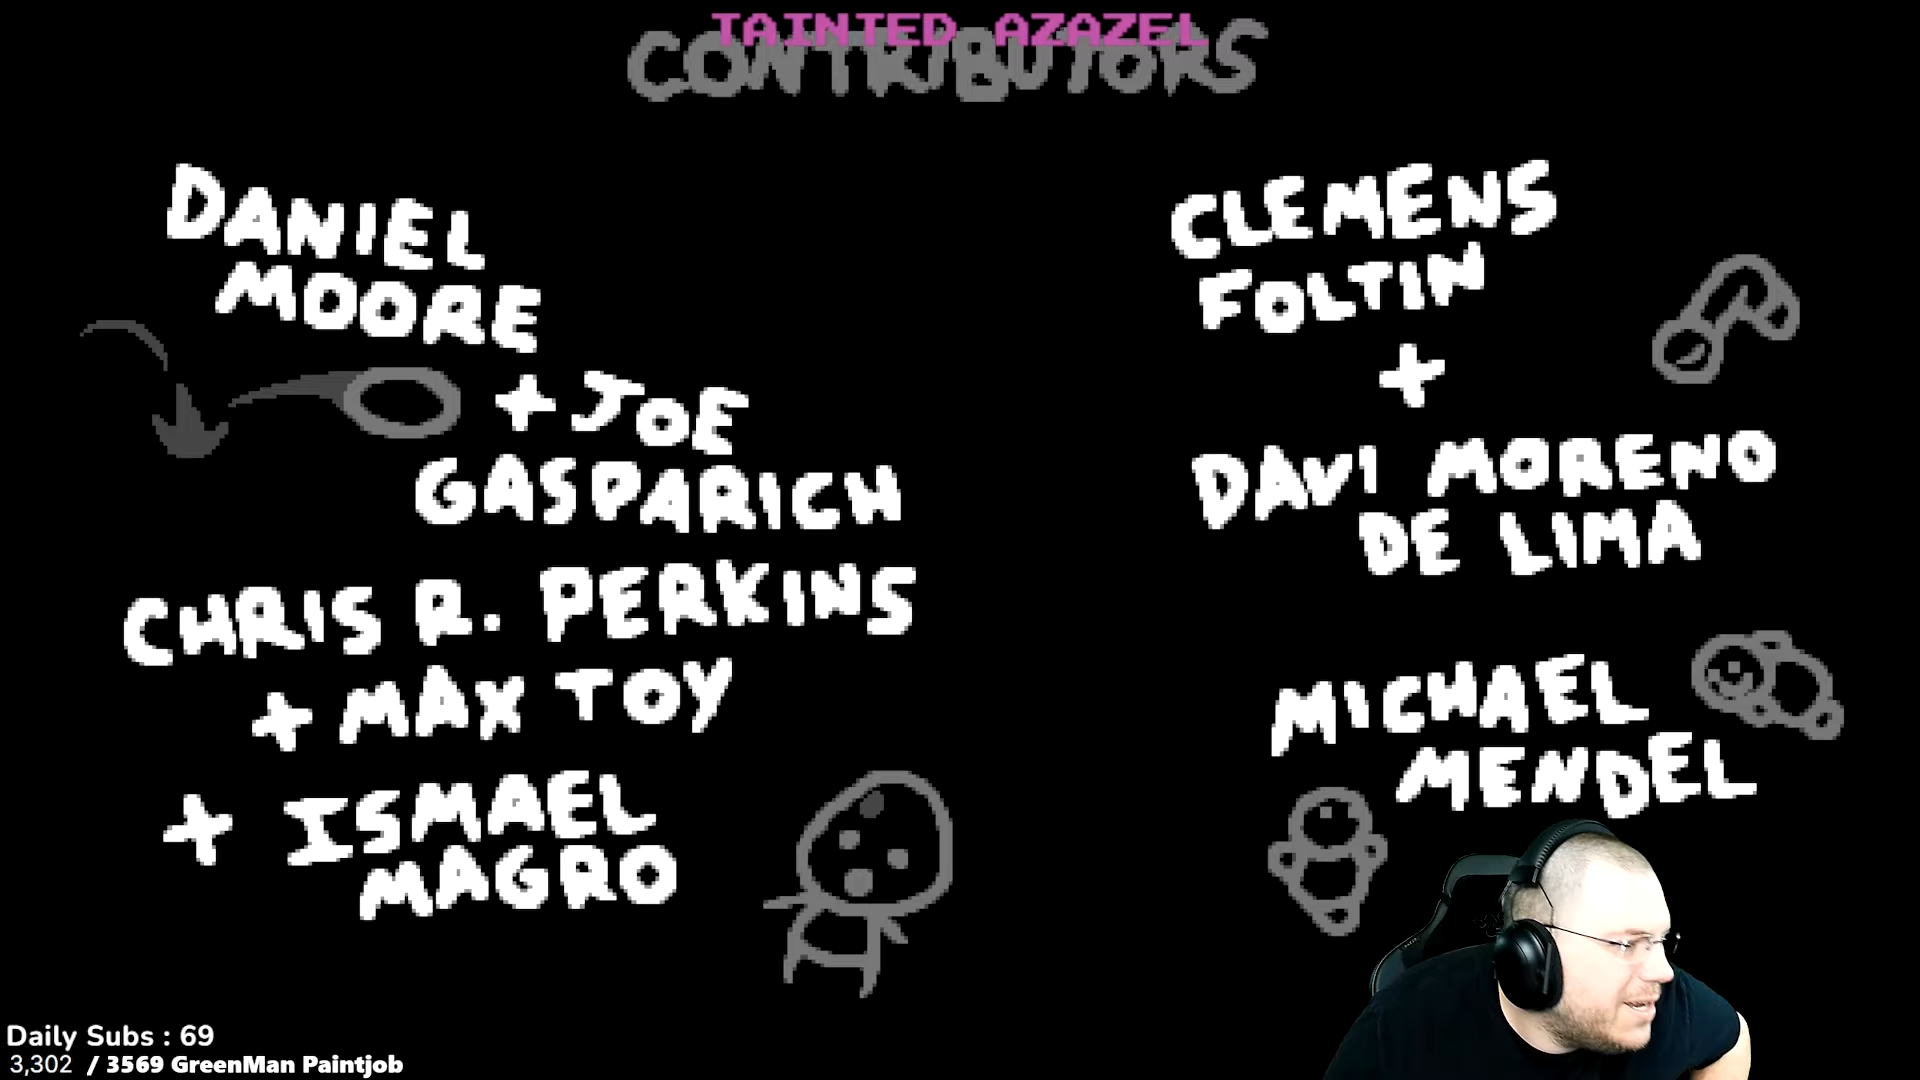 TAINTED AZAZEL
CONTRIBUTORS
DANIEL
MOORE
+ JOE
GASPARICH
CHRIS R. PERKINS
+ MAX TOY
+ ISMAEL
MAGRO
CLEMENS
FOLTIN
+
DAVI MORENO
DE LIMA
MICHAEL
MENDEL
Daily Subs : 69
3,302 / 3569 GreenMan Paintjob